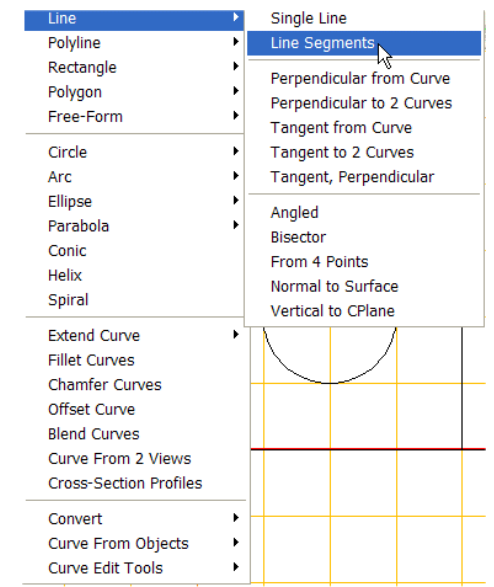 Line
Polyline
Rectangle
Polygon
Free-Form
Circle
Arc
Ellipse
Parabola
Conic
Helix
Spiral
Extend Curve
Fillet Curves
Chamfer Curves
Offset Curve
Blend Curves
Curve From 2 Views
Cross-Section Profiles
Convert
Curve From Objects
Curve Edit Tools
Single Line
Line Segments
Perpendicular from Curve
Perpendicular to 2 Curves
Tangent from Curve
Tangent to 2 Curves
Tangent, Perpendicular
Angled
Bisector
From 4 Points
Normal to Surface
Vertical to CPlane